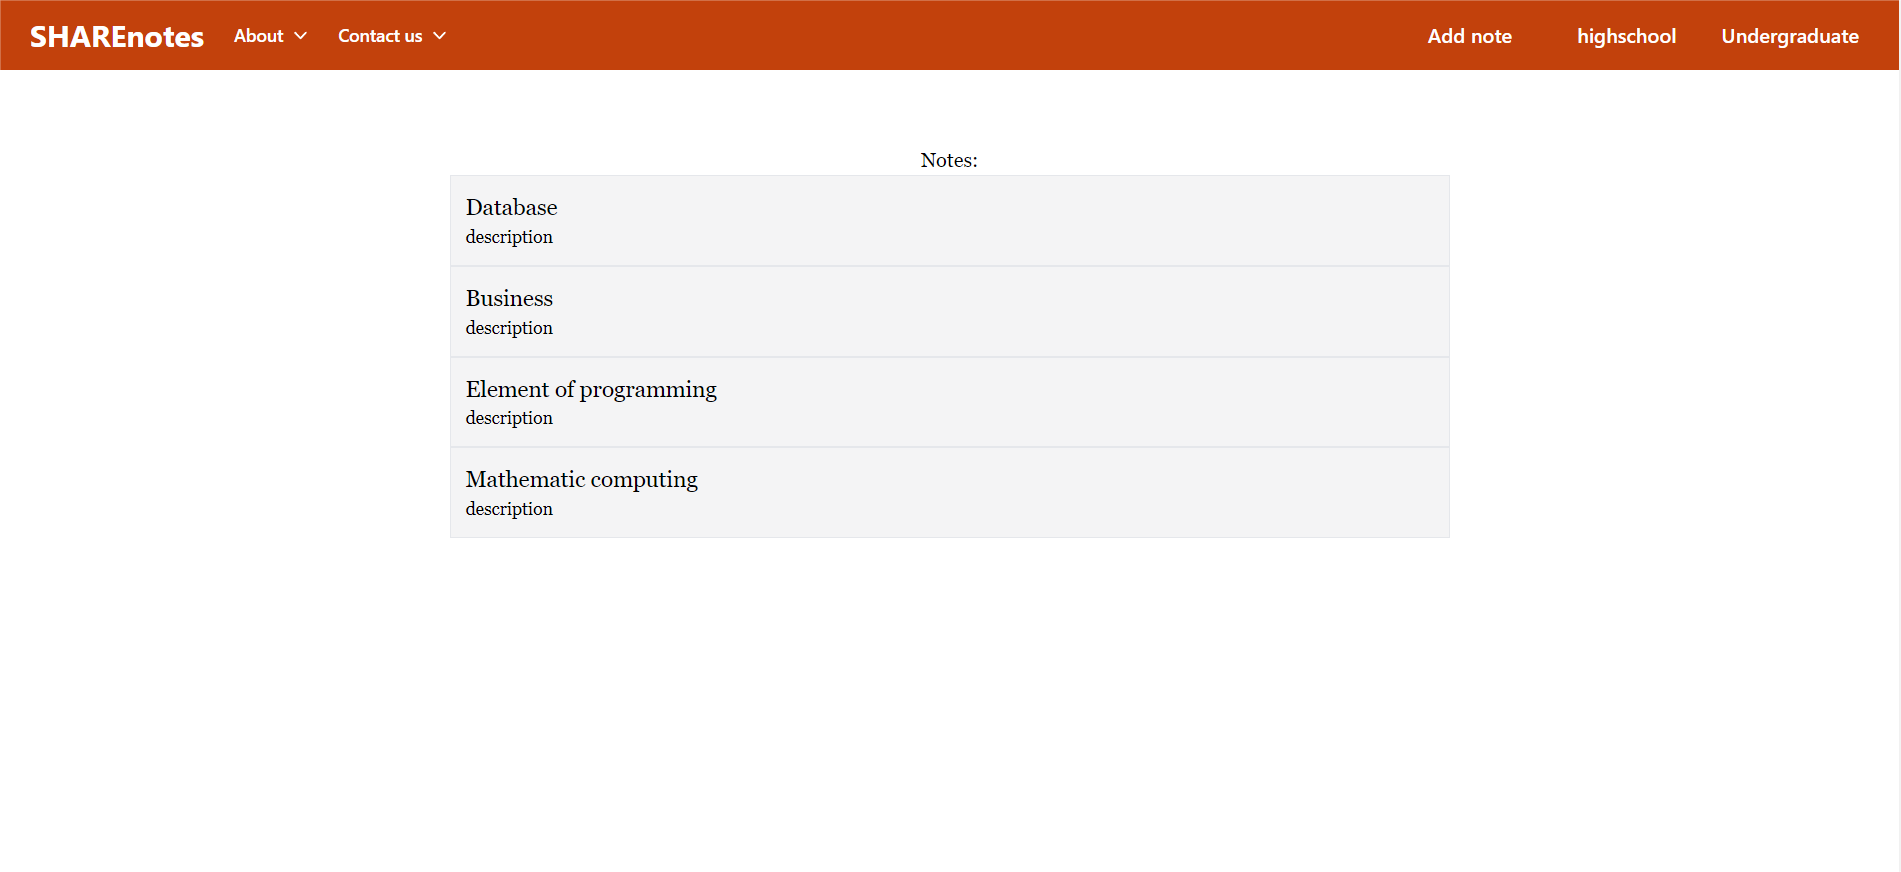 SHAREnotes About Contact us Add note highschool Undergraduate
Notes:
Database
description
Business
description
Element of programming
description
Mathematic computing
description